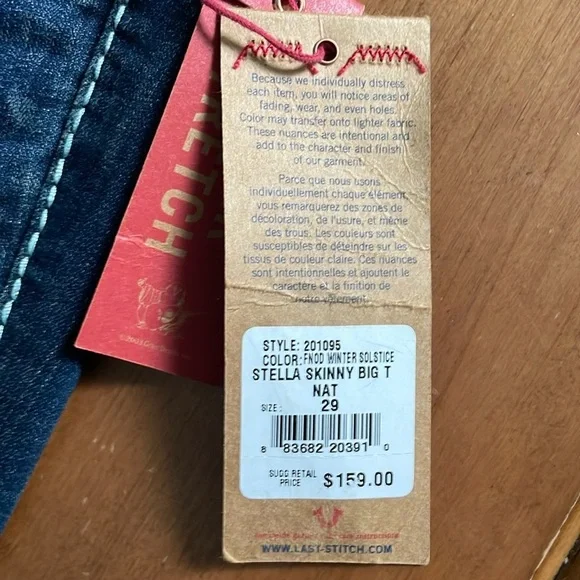 Because we individually distress
each item, you will notice areas of
fading, wear, and even holes.
Color may transfer onto lighter fabric.
These nuances are intentional and
add to the character and finish
of our garment.
Parce que nous usons
individuellement chaque élément,
vous remarquerez des zones de
décoloration, de l'usure, et même
des trous. Les couleurs sont
susceptibles de déteindre sur les
tissus de couleur claire. Ces nuances
sont intentionnelles et ajoutent le
caractère et la finition de
notre vêtement.
STYLE: 201095
COLOR: FNOD WINTER SOLSTICE
STELLA SKINNY BIG T
NAT
SIZE: 29
8 83682 20391 0
SUGG RETAIL
PRICE $159.00
care instructions
WWW.LAST-STITCH.COM
STRETCH